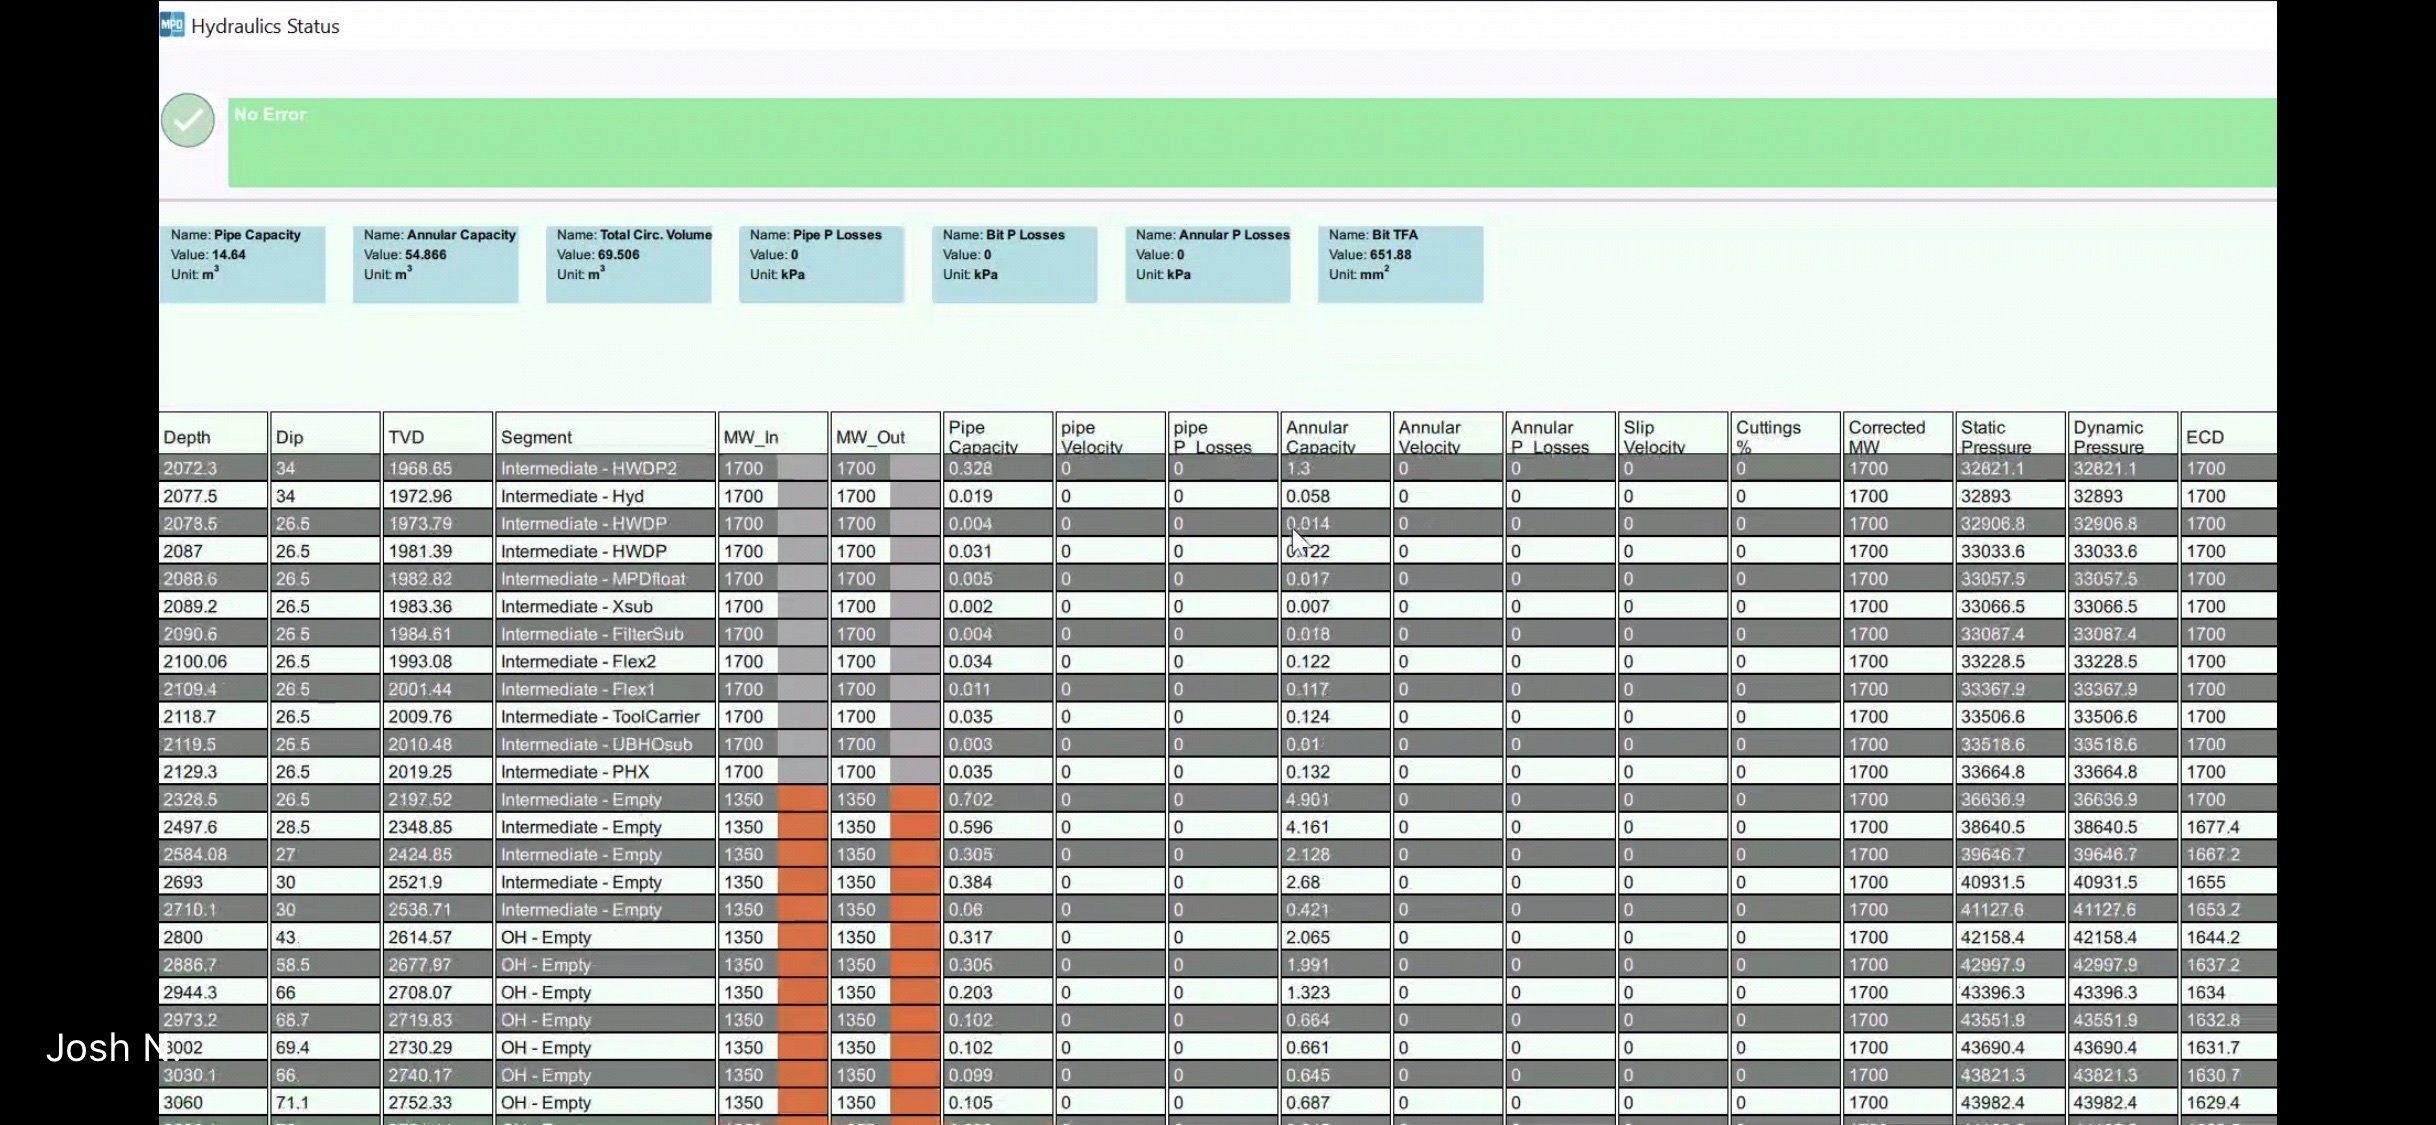 MPD Hydraulics Status
No Error
Name: Pipe Capacity Name: Annular Capacity Name: Total Circ. Volume Name: Pipe P Losses Name: Bit P Losses Name: Annular P Losses Name: Bit TFA
Value: 14.64 Value: 54.866 Value: 69.506 Value: 0 Value: 0 Value: 0 Value: 651.88
Unit: m³ Unit: m³ Unit: m³ Unit: kPa Unit: kPa Unit: kPa Unit: mm²
Depth Dip TVD Segment MW_In MW_Out Pipe Capacity pipe Velocity pipe P_Losses Annular Capacity Annular Velocity Annular P_Losses Slip Velocity Cuttings % Corrected MW Static Pressure Dynamic Pressure ECD
2072.3 34 1968.65 Intermediate - HWDP2 1700 1700 0.328 0 0 1.3 0 0 0 0 1700 32821.1 32821.1 1700
2077.5 34 1972.96 Intermediate - Hyd 1700 1700 0.019 0 0 0.058 0 0 0 0 1700 32893 32893 1700
2078.5 26.5 1973.79 Intermediate - HWDP 1700 1700 0.004 0 0 0.014 0 0 0 0 1700 32906.8 32906.8 1700
2087 26.5 1981.39 Intermediate - HWDP 1700 1700 0.031 0 0 0.122 0 0 0 0 1700 33033.6 33033.6 1700
2088.6 26.5 1982.82 Intermediate - MPDfloat 1700 1700 0.005 0 0 0.017 0 0 0 0 1700 33057.5 33057.5 1700
2089.2 26.5 1983.36 Intermediate - Xsub 1700 1700 0.002 0 0 0.007 0 0 0 0 1700 33066.5 33066.5 1700
2090.6 26.5 1984.61 Intermediate - FilterSub 1700 1700 0.004 0 0 0.018 0 0 0 0 1700 33087.4 33087.4 1700
2100.06 26.5 1993.08 Intermediate - Flex2 1700 1700 0.034 0 0 0.122 0 0 0 0 1700 33228.5 33228.5 1700
2109.4 26.5 2001.44 Intermediate - Flex1 1700 1700 0.011 0 0 0.117 0 0 0 0 1700 33367.9 33367.9 1700
2118.7 26.5 2009.76 Intermediate - ToolCarrier 1700 1700 0.035 0 0 0.124 0 0 0 0 1700 33506.6 33506.6 1700
2119.5 26.5 2010.48 Intermediate - UBHOsub 1700 1700 0.003 0 0 0.01 0 0 0 0 1700 33518.6 33518.6 1700
2129.3 26.5 2019.25 Intermediate - PHX 1700 1700 0.035 0 0 0.132 0 0 0 0 1700 33664.8 33664.8 1700
2328.5 26.5 2197.52 Intermediate - Empty 1350 1350 0.702 0 0 4.901 0 0 0 0 1700 36636.9 36636.9 1700
2497.6 28.5 2348.85 Intermediate - Empty 1350 1350 0.596 0 0 4.161 0 0 0 0 1700 38640.5 38640.5 1677.4
2584.08 27 2424.85 Intermediate - Empty 1350 1350 0.305 0 0 2.128 0 0 0 0 1700 39646.7 39646.7 1667.2
2693 30 2521.9 Intermediate - Empty 1350 1350 0.384 0 0 2.68 0 0 0 0 1700 40931.5 40931.5 1655
2710.1 30 2536.71 Intermediate - Empty 1350 1350 0.06 0 0 0.421 0 0 0 0 1700 41127.6 41127.6 1653.2
2800 43 2614.57 OH - Empty 1350 1350 0.317 0 0 2.065 0 0 0 0 1700 42158.4 42158.4 1644.2
2886.7 58.5 2677.97 OH - Empty 1350 1350 0.306 0 0 1.991 0 0 0 0 1700 42997.9 42997.9 1637.2
2944.3 66 2708.07 OH - Empty 1350 1350 0.203 0 0 1.323 0 0 0 0 1700 43396.3 43396.3 1634
2973.2 68.7 2719.83 OH - Empty 1350 1350 0.102 0 0 0.664 0 0 0 0 1700 43551.9 43551.9 1632.8
Josh N. 3002 69.4 2730.29 OH - Empty 1350 1350 0.102 0 0 0.661 0 0 0 0 1700 43690.4 43690.4 1631.7
3030.1 66 2740.17 OH - Empty 1350 1350 0.099 0 0 0.645 0 0 0 0 1700 43821.3 43821.3 1630.7
3060 71.1 2752.33 OH - Empty 1350 1350 0.105 0 0 0.687 0 0 0 0 1700 43982.4 43982.4 1629.4